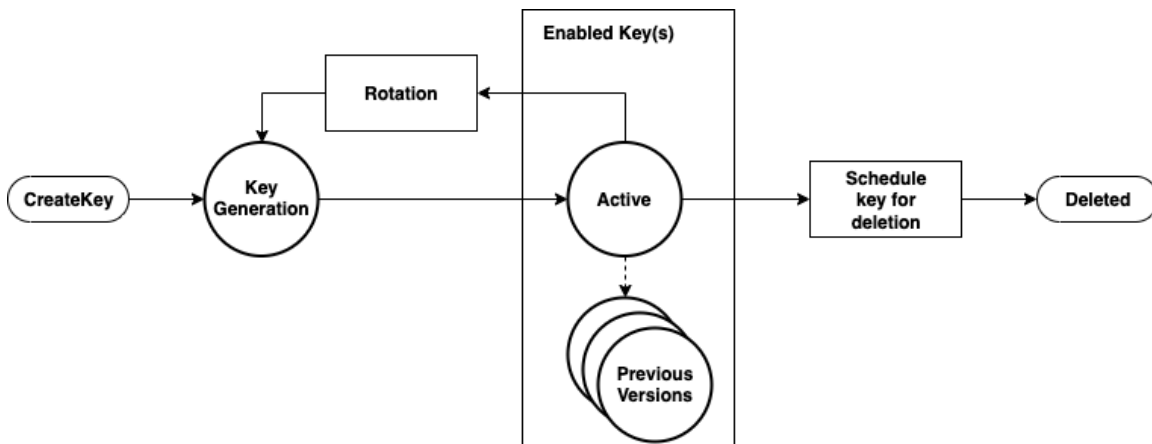 Enabled Key(s)
Rotation
CreateKey
Key
Generation
Active
Schedule
key for
deletion
Deleted
Previous
Versions